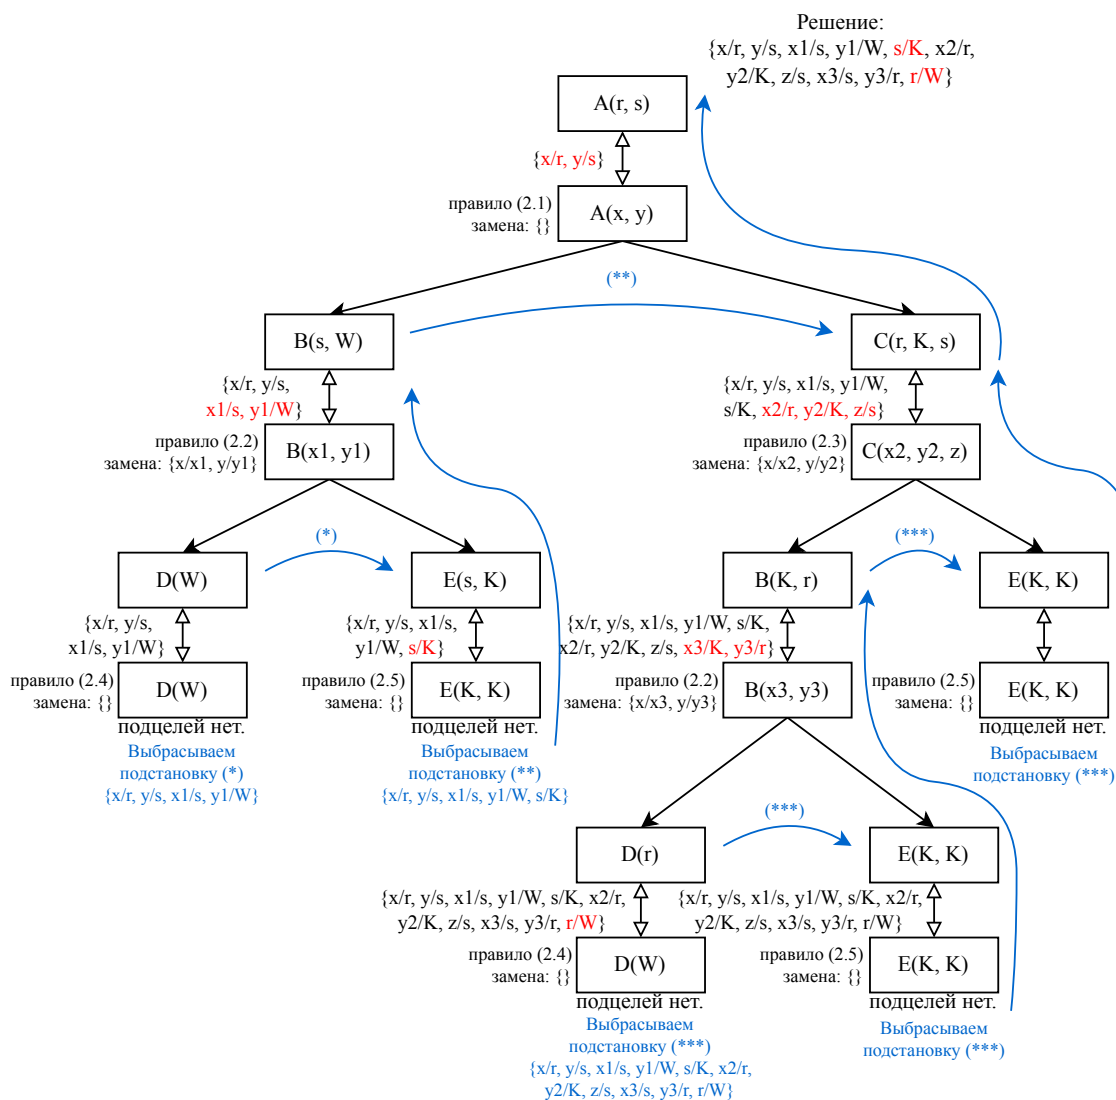 Решение:
{x/r, y/s, x1/s, y1/W, s/K, x2/r,
y2/K, z/s, x3/s, y3/r, r/W}
A(r, s)
{x/r, y/s}
правило (2.1)
замена: {}
A(x, y)
(**)
B(s, W)
C(r, K, s)
{x/r, y/s,
x1/s, y1/W}
{x/r, y/s, x1/s, y1/W,
s/K, x2/r, y2/K, z/s}
правило (2.2)
замена: {x/x1, y/y1}
B(x1, y1)
правило (2.3)
замена: {x/x2, y/y2}
C(x2, y2, z)
(*)
(***)
D(W)
E(s, K)
B(K, r)
E(K, K)
{x/r, y/s,
x1/s, y1/W}
{x/r, y/s, x1/s,
y1/W, s/K}
{x/r, y/s, x1/s, y1/W, s/K,
x2/r, y2/K, z/s, x3/K, y3/r}
правило (2.4)
замена: {}
D(W)
подцелей нет.
Выбрасываем
подстановку (*)
{x/r, y/s, x1/s, y1/W}
правило (2.5)
замена: {}
E(K, K)
подцелей нет.
Выбрасываем
подстановку (**)
{x/r, y/s, x1/s, y1/W, s/K}
правило (2.2)
замена: {x/x3, y/y3}
B(x3, y3)
правило (2.5)
замена: {}
E(K, K)
подцелей нет.
Выбрасываем
подстановку (***)
(***)
D(r)
E(K, K)
{x/r, y/s, x1/s, y1/W, s/K, x2/r,
y2/K, z/s, x3/s, y3/r, r/W}
{x/r, y/s, x1/s, y1/W, s/K, x2/r,
y2/K, z/s, x3/s, y3/r, r/W}
правило (2.4)
замена: {}
D(W)
подцелей нет.
Выбрасываем
подстановку (***)
{x/r, y/s, x1/s, y1/W, s/K, x2/r,
y2/K, z/s, x3/s, y3/r, r/W}
правило (2.5)
замена: {}
E(K, K)
подцелей нет.
Выбрасываем
подстановку (***)